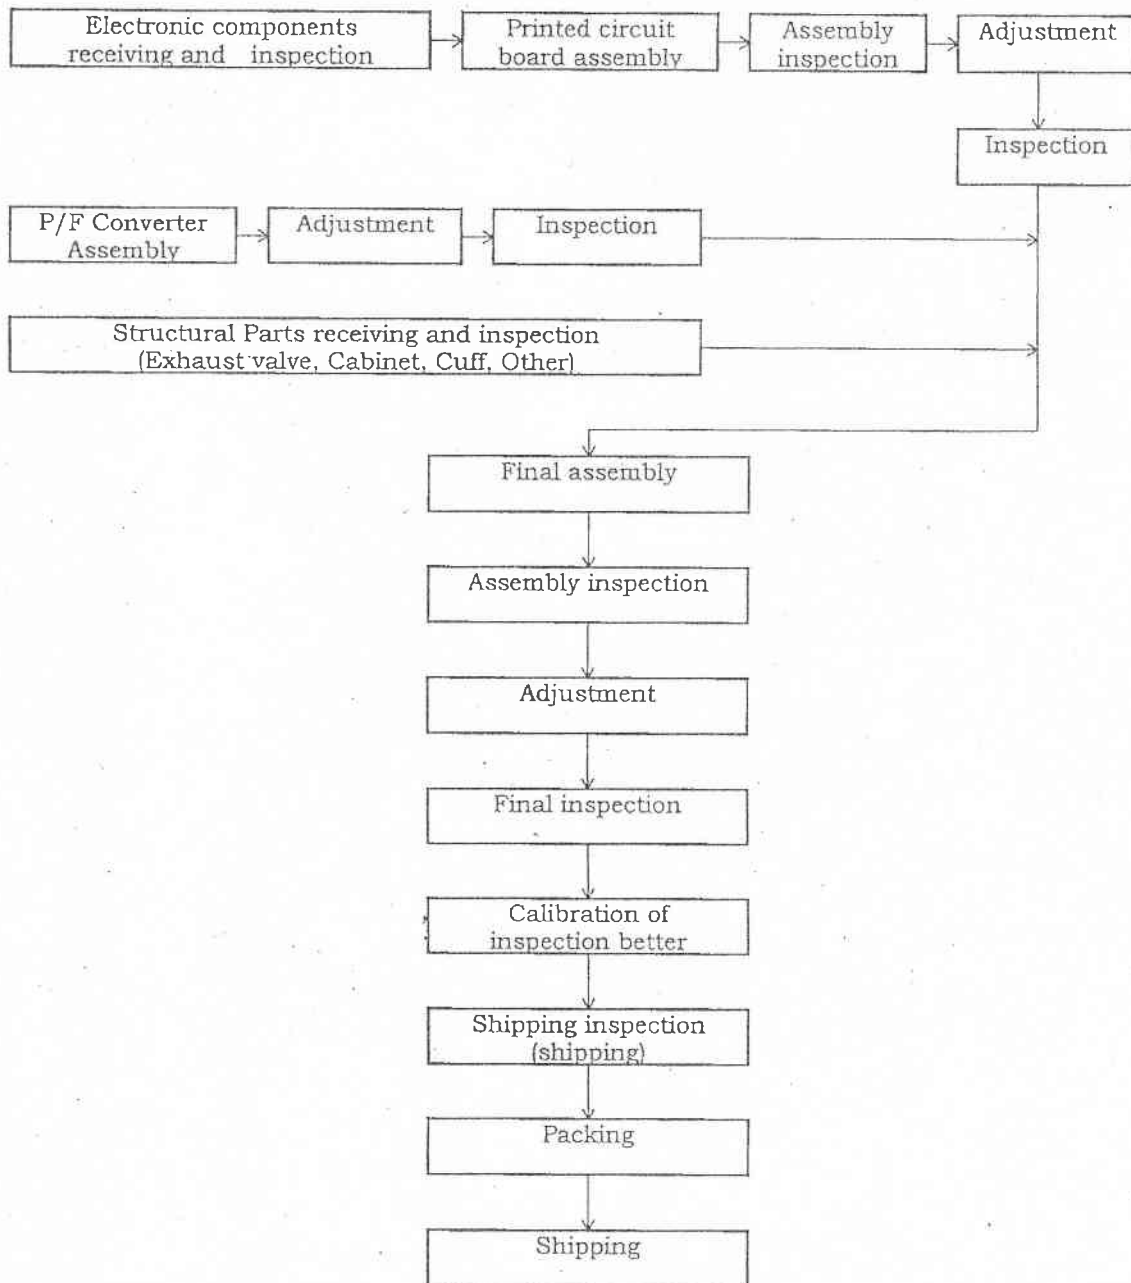 Electronic components
receiving and inspection
Printed circuit
board assembly
Assembly
inspection
Adjustment
Inspection
P/F Converter
Assembly
Adjustment
Inspection
Structural Parts receiving and inspection
(Exhaust valve, Cabinet, Cuff, Other)
Final assembly
Assembly inspection
Adjustment
Final inspection
Calibration of
inspection better
Shipping inspection
(shipping)
Packing
Shipping